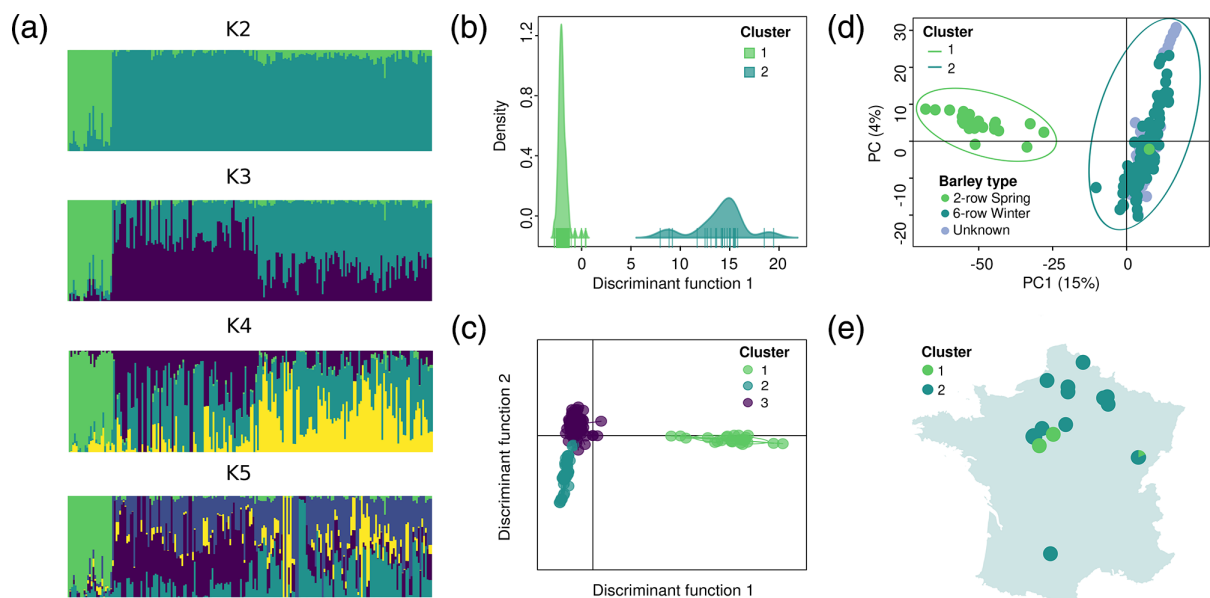 (a)
K2
K3
K4
K5
(b)
Density
1.2
0.8
0.4
0.0
Cluster
1
2
0 5 10 15 20
Discriminant function 1
(c)
Discriminant function 2
Cluster
1
2
3
Discriminant function 1
(d)
PC (4%)
30
20
10
0
-10
-20
Cluster
1
2
Barley type
2-row Spring
6-row Winter
Unknown
-50 -25 0
PC1 (15%)
(e)
Cluster
1
2